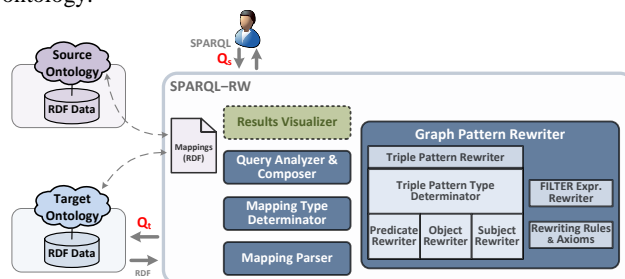 ontology.
SPARQL
Qs
Source
Ontology
RDF Data
SPARQL–RW
Mappings
(RDF)
Results Visualizer
Query Analyzer &
Composer
Mapping Type
Determinator
Mapping Parser
Graph Pattern Rewriter
Triple Pattern Rewriter
Triple Pattern Type
Determinator
Predicate
Rewriter
Object
Rewriter
Subject
Rewriter
FILTER Expr.
Rewriter
Rewriting Rules
& Axioms
Target
Ontology
RDF Data
Qt
RDF